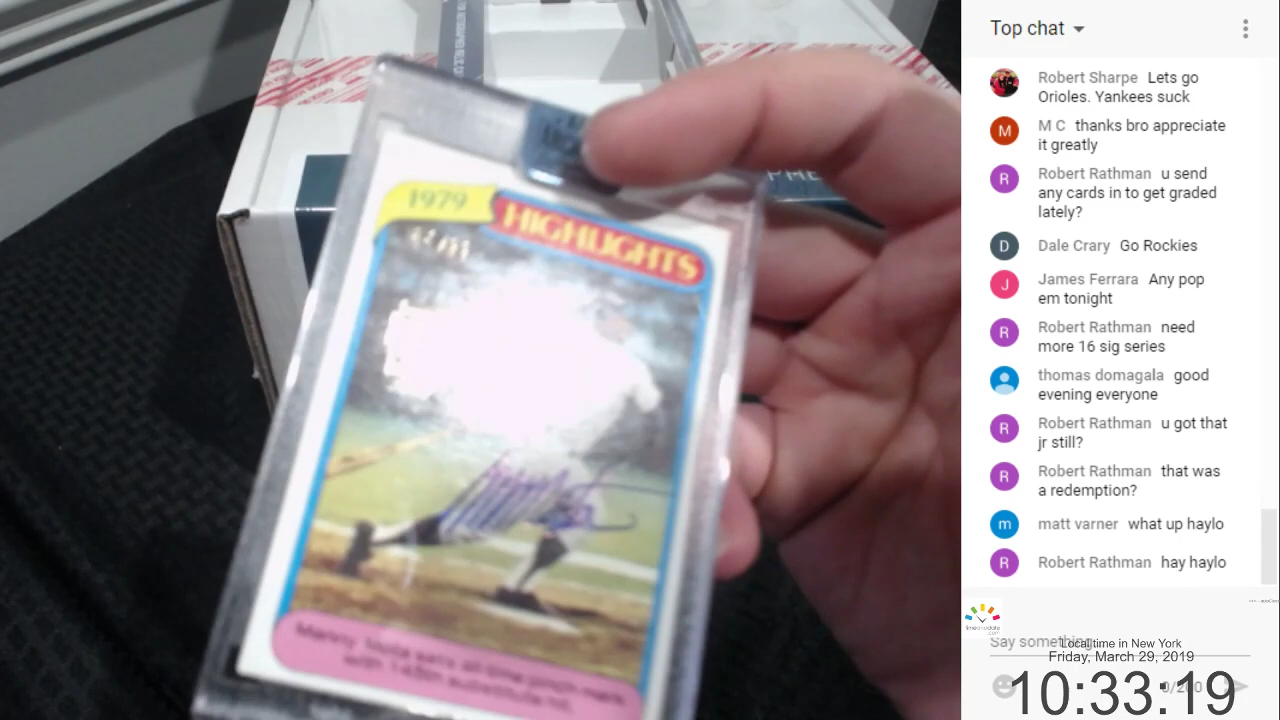 1979
HIGHLIGHTS
Top chat
Robert Sharpe Lets go
Orioles. Yankees suck
M C thanks bro appreciate
it greatly
Robert Rathman u send
any cards in to get graded
lately?
Dale Crary Go Rockies
James Ferrara Any pop
em tonight
Robert Rathman need
more 16 sig series
thomas domagala good
evening everyone
Robert Rathman u got that
jr still?
Robert Rathman that was
a redemption?
matt varner what up haylo
Robert Rathman hay haylo
Say something...
Local time in New York
Friday, March 29, 2019
0/200
10:33:19